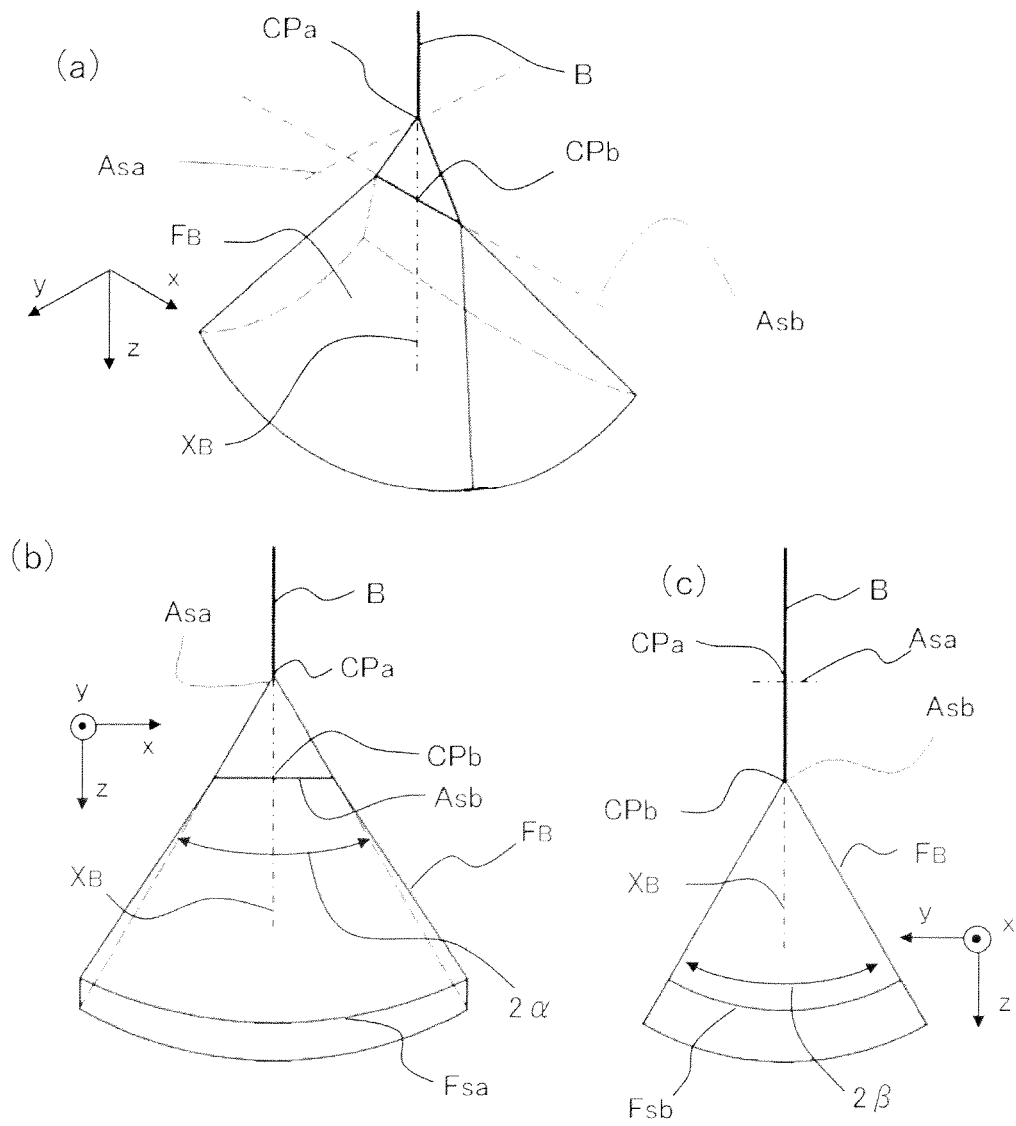 (a)
CPa
B
Asa
CPb
FB
y
x
z
Asb
XB
(b)
B
Asa
CPa
y
x
z
CPb
Asb
FB
XB
2α
Fsa
(c)
B
CPa
Asa
Asb
CPb
FB
XB
y
x
z
Fsb
2β